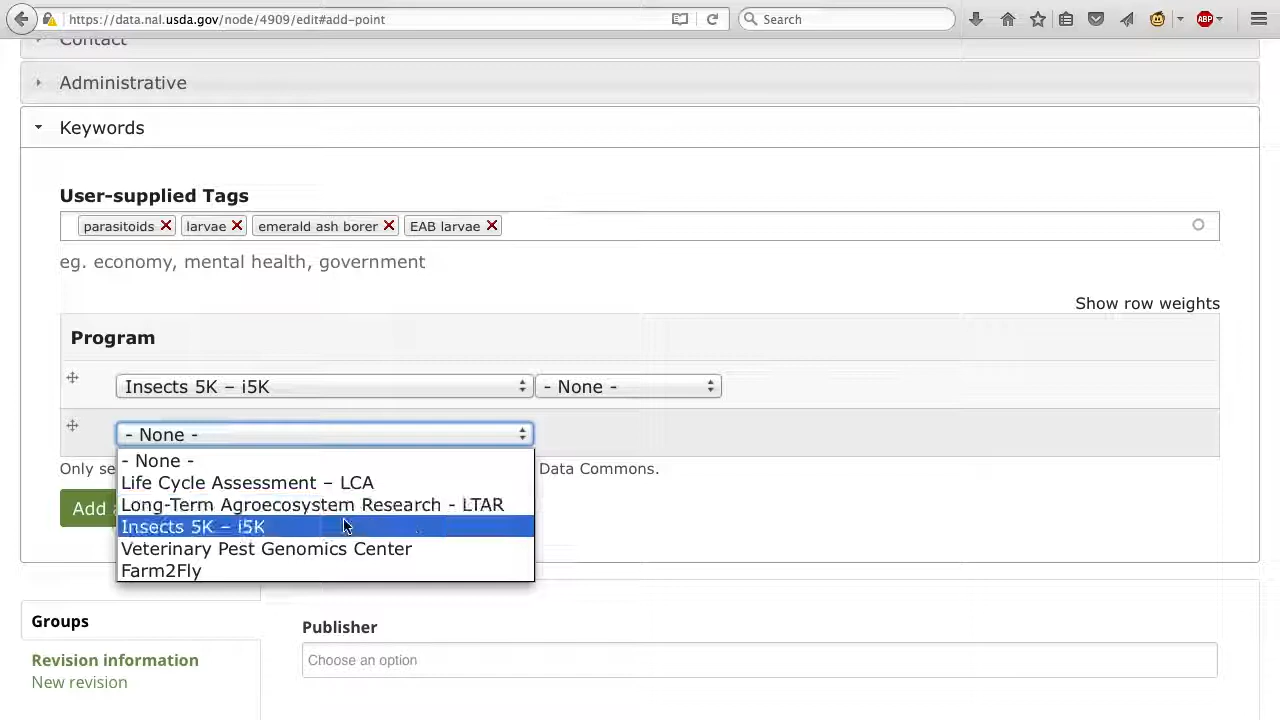 https://data.nal.usda.gov/node/4909/edit#add-point
Search
ABP
Contact
Administrative
Keywords
User-supplied Tags
parasitoids larvae emerald ash borer EAB larvae
eg. economy, mental health, government
Show row weights
Program
Insects 5K – i5K - None -
- None -
- None -
Only se Data Commons.
Life Cycle Assessment – LCA
Long-Term Agroecosystem Research - LTAR
Add a
Insects 5K – i5K
Veterinary Pest Genomics Center
Farm2Fly
Groups
Publisher
Revision information
Choose an option
New revision